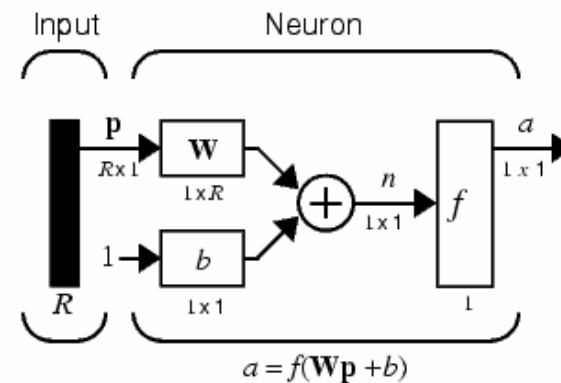 Input Neuron
p W a
R x 1 1 x R n 1 x 1
+ f
1 x 1
1 b
R 1 x 1 1
a = f(Wp + b)